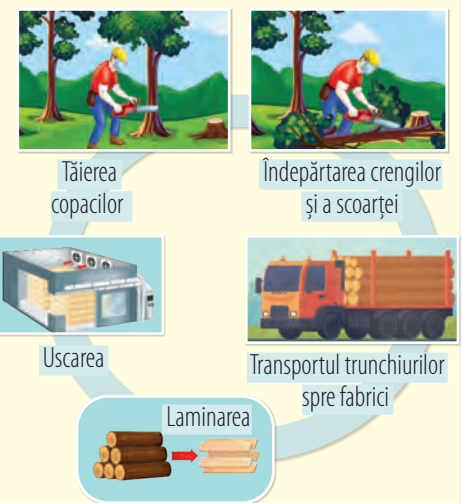 Tăierea
copacilor
Îndepărtarea crengilor
și a scoarței
Uscarea
Transportul trunchiurilor
spre fabrici
Laminarea